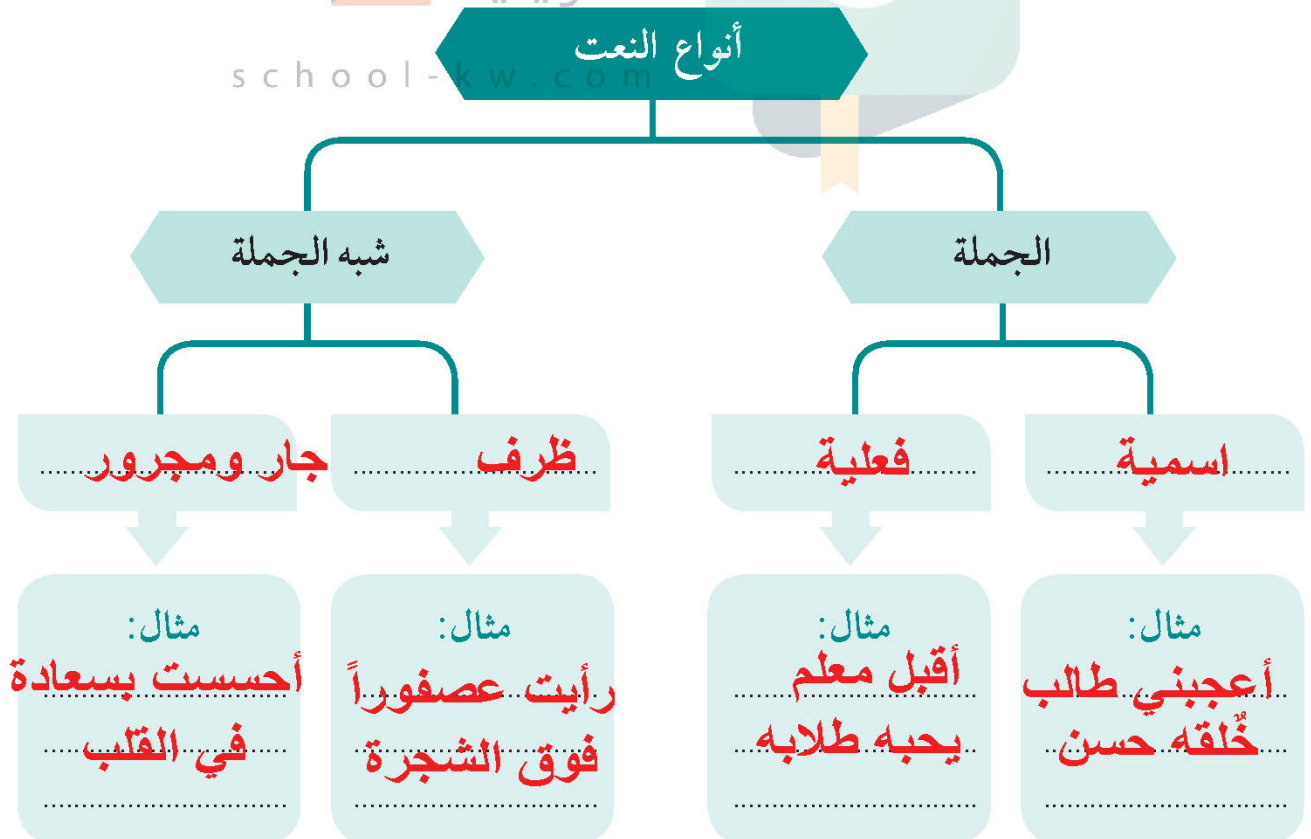 أنواع النعت
school-kw.com
الجملة
شبه الجملة
اسمية
فعلية
ظرف
جار ومجرور
مثال:
أعجبني طالب
خُلقه حسن
مثال:
أقبل معلم
يحبه طلابه
مثال:
رأيت عصفوراً
فوق الشجرة
مثال:
أحسست بسعادة
في القلب